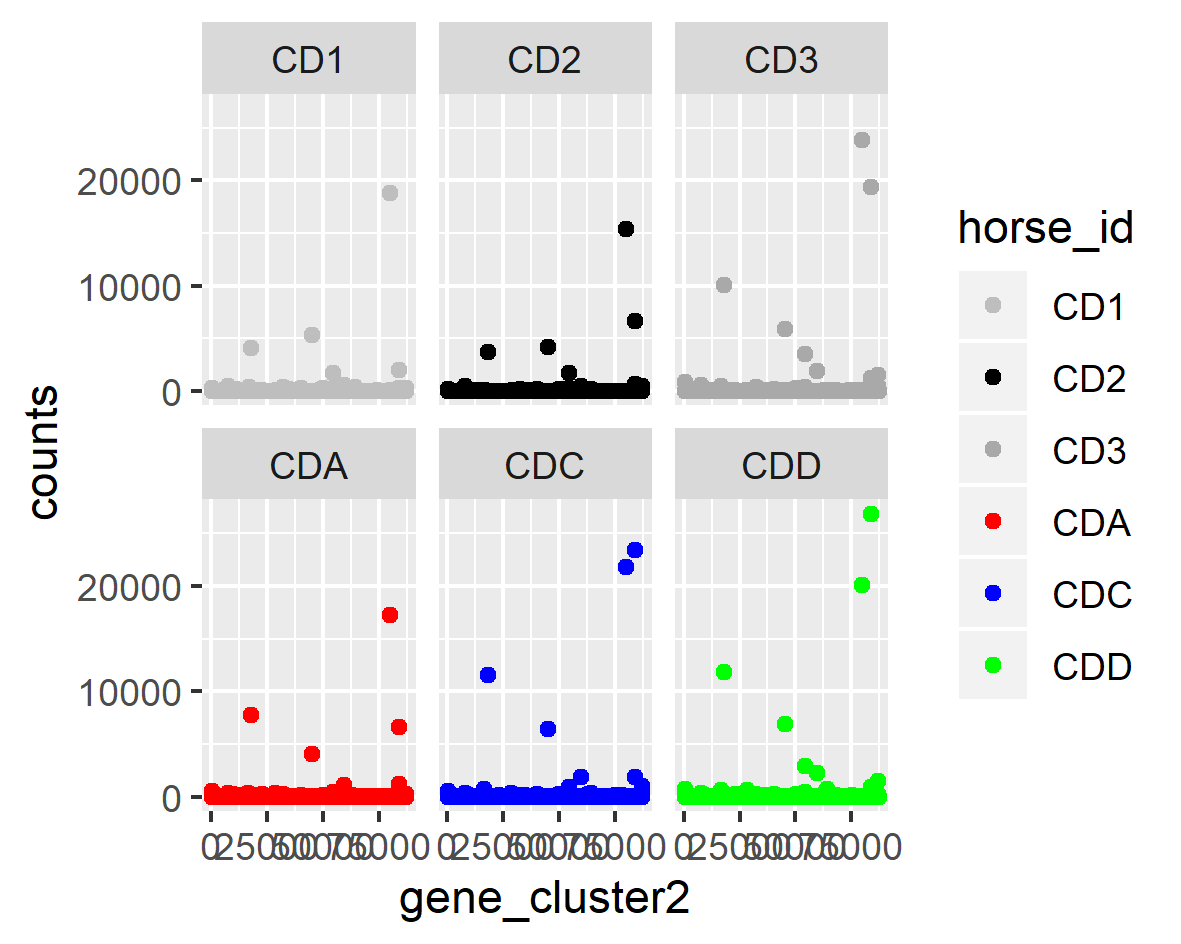 CD1 CD2 CD3
20000
10000
0
counts
CDA CDC CDD
20000
10000
0
gene_cluster2
horse_id
CD1
CD2
CD3
CDA
CDC
CDD